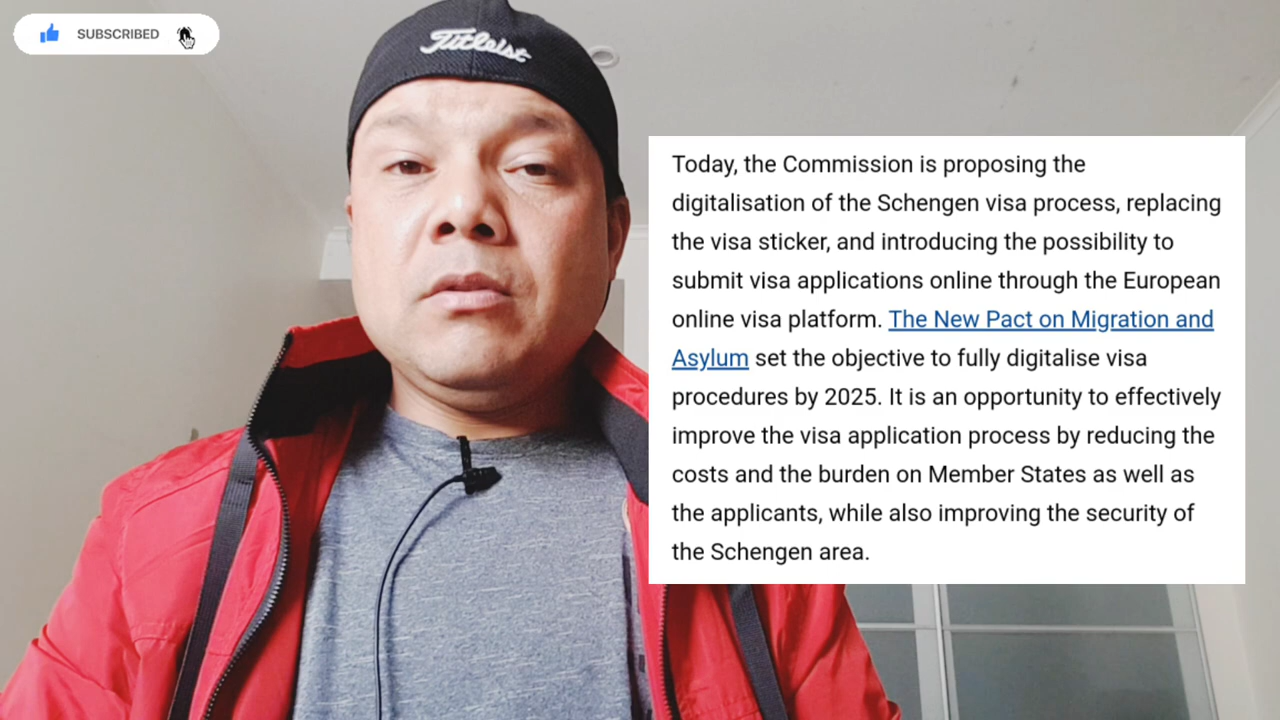 SUBSCRIBED
Titleist
Today, the Commission is proposing the
digitalisation of the Schengen visa process, replacing
the visa sticker, and introducing the possibility to
submit visa applications online through the European
online visa platform. The New Pact on Migration and
Asylum set the objective to fully digitalise visa
procedures by 2025. It is an opportunity to effectively
improve the visa application process by reducing the
costs and the burden on Member States as well as
the applicants, while also improving the security of
the Schengen area.